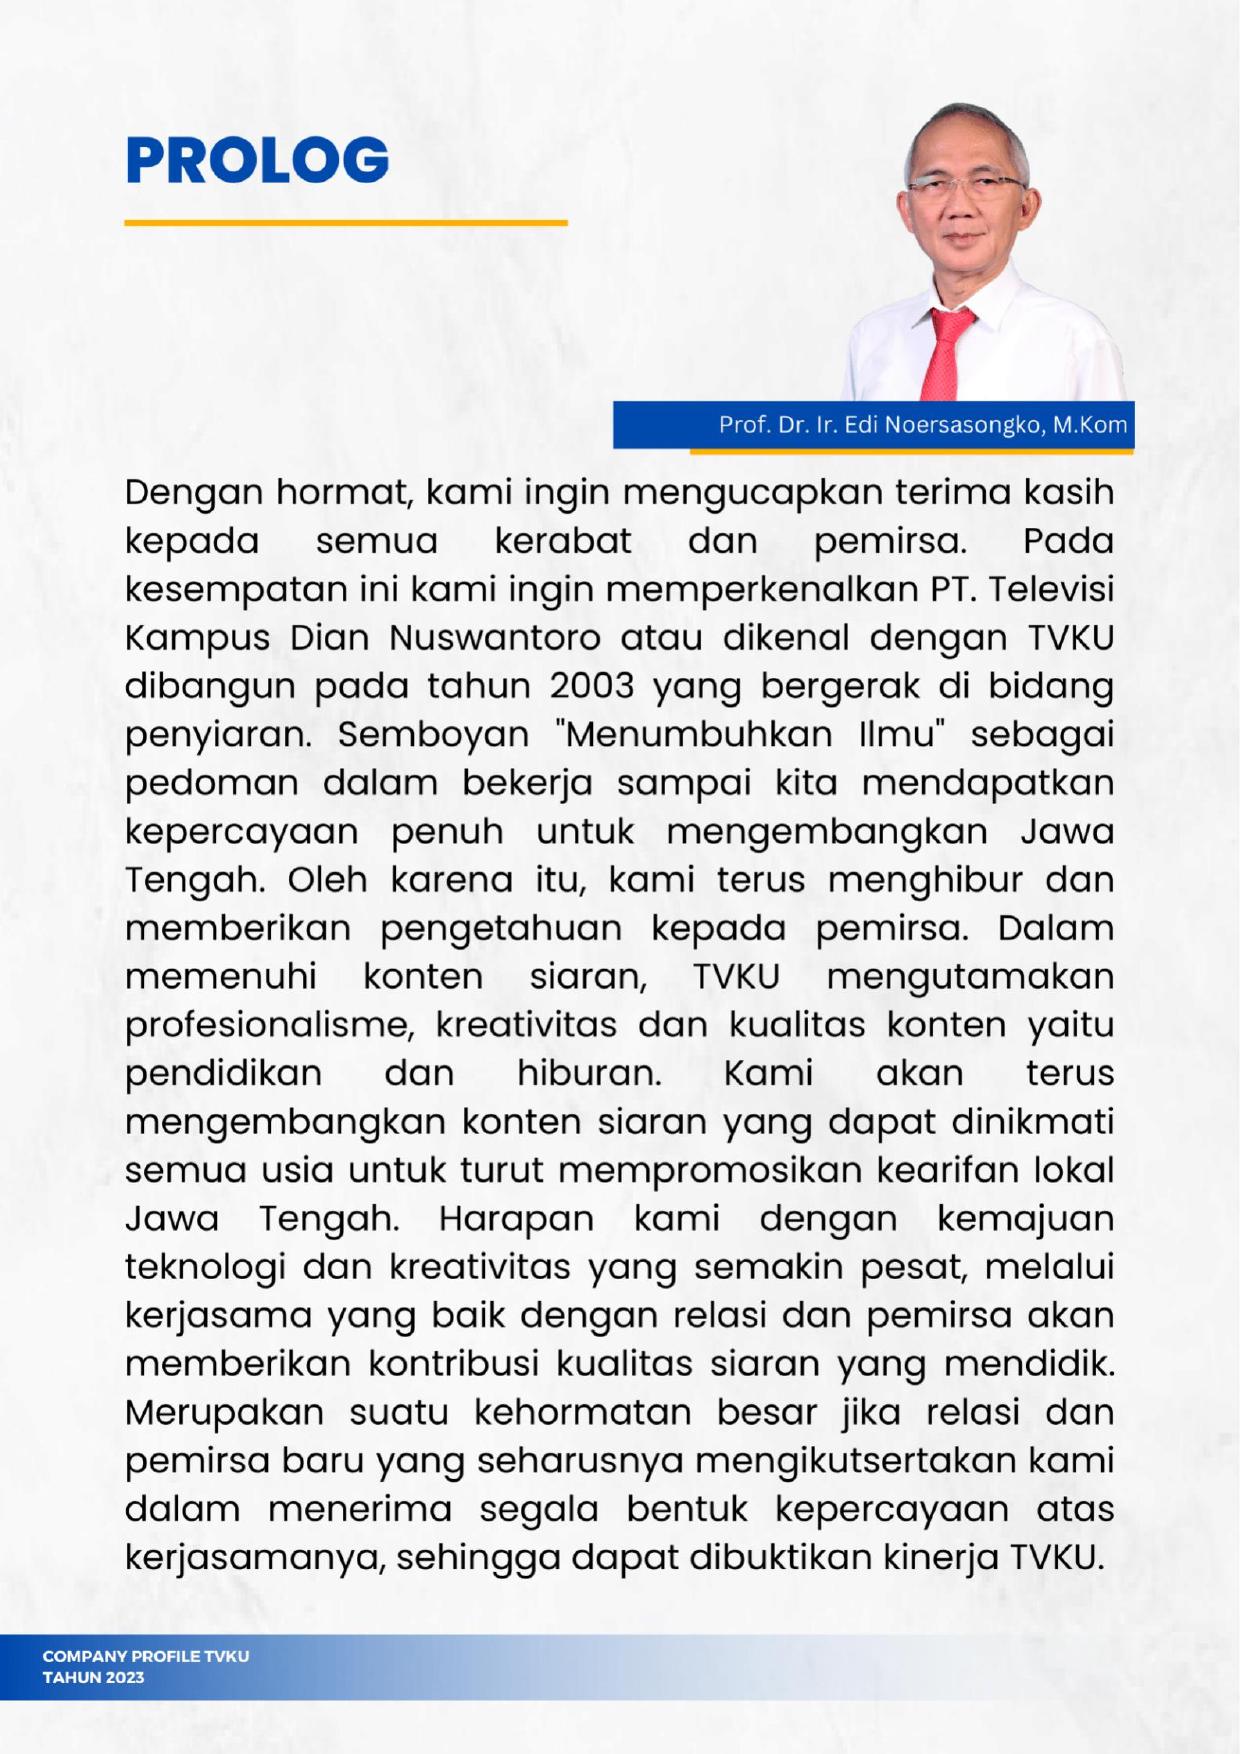 PROLOG
Prof. Dr. Ir. Edi Noersasongko, M.Kom
Dengan hormat, kami ingin mengucapkan terima kasih
kepada semua kerabat dan pemirsa. Pada
kesempatan ini kami ingin memperkenalkan PT. Televisi
Kampus Dian Nuswantoro atau dikenal dengan TVKU
dibangun pada tahun 2003 yang bergerak di bidang
penyiaran. Semboyan "Menumbuhkan Ilmu" sebagai
pedoman dalam bekerja sampai kita mendapatkan
kepercayaan penuh untuk mengembangkan Jawa
Tengah. Oleh karena itu, kami terus menghibur dan
memberikan pengetahuan kepada pemirsa. Dalam
memenuhi konten siaran, TVKU mengutamakan
profesionalisme, kreativitas dan kualitas konten yaitu
pendidikan dan hiburan. Kami akan terus
mengembangkan konten siaran yang dapat dinikmati
semua usia untuk turut mempromosikan kearifan lokal
Jawa Tengah. Harapan kami dengan kemajuan
teknologi dan kreativitas yang semakin pesat, melalui
kerjasama yang baik dengan relasi dan pemirsa akan
memberikan kontribusi kualitas siaran yang mendidik.
Merupakan suatu kehormatan besar jika relasi dan
pemirsa baru yang seharusnya mengikutsertakan kami
dalam menerima segala bentuk kepercayaan atas
kerjasamanya, sehingga dapat dibuktikan kinerja TVKU.
COMPANY PROFILE TVKU
TAHUN 2023